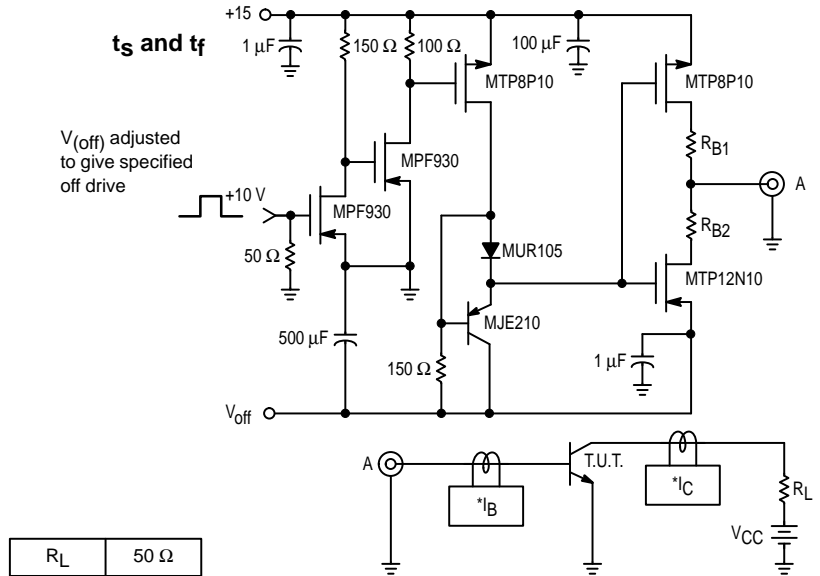 +15
t_s and t_f
1 μF
150 Ω
100 Ω
100 μF
MTP8P10
MTP8P10
V_(off) adjusted
to give specified
off drive
MPF930
R_B1
+10 V
MPF930
A
R_B2
50 Ω
MUR105
MTP12N10
MJE210
500 μF
150 Ω
1 μF
V_off
A
T.U.T.
*I_B
*I_C
R_L
V_CC
R_L 50 Ω